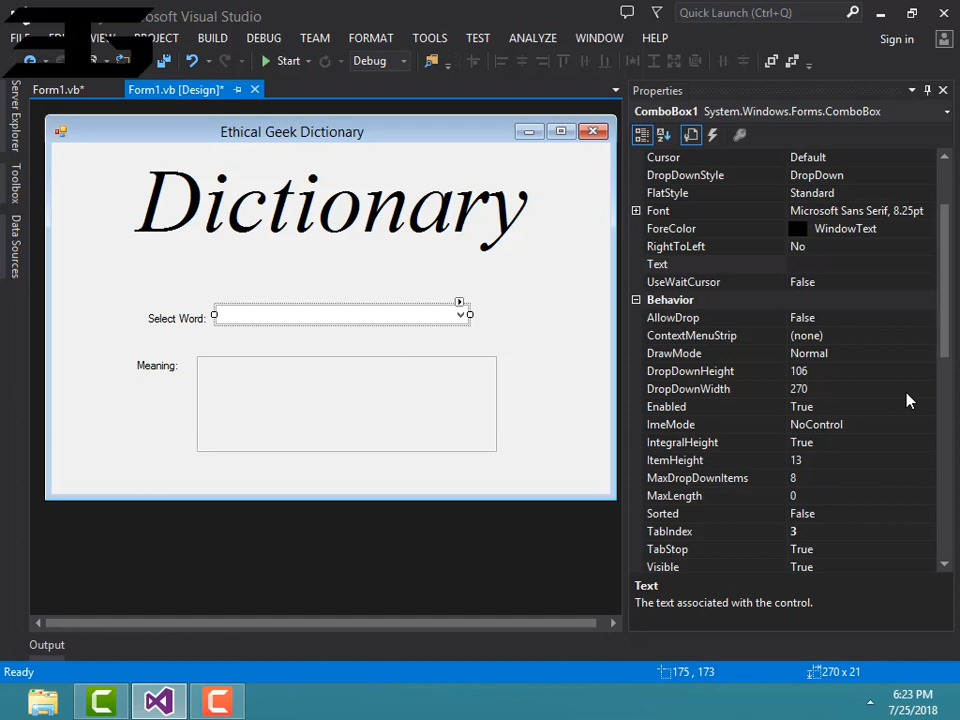 Microsoft Visual Studio
Quick Launch (Ctrl+Q)
VIEW PROJECT BUILD DEBUG TEAM FORMAT TOOLS TEST ANALYZE WINDOW HELP Sign in
Start Debug
Form1.vb* Form1.vb [Design]*
Server Explorer
Toolbox
Data Sources
Ethical Geek Dictionary
Dictionary
Select Word:
Meaning:
Properties
ComboBox1 System.Windows.Forms.ComboBox
Cursor Default
DropDownStyle DropDown
FlatStyle Standard
Font Microsoft Sans Serif, 8.25pt
ForeColor WindowText
RightToLeft No
Text
UseWaitCursor False
Behavior
AllowDrop False
ContextMenuStrip (none)
DrawMode Normal
DropDownHeight 106
DropDownWidth 270
Enabled True
ImeMode NoControl
IntegralHeight True
ItemHeight 13
MaxDropDownItems 8
MaxLength 0
Sorted False
TabIndex 3
TabStop True
Visible True
Text
The text associated with the control.
Output
Ready 175 , 173 270 x 21
6:23 PM
7/25/2018